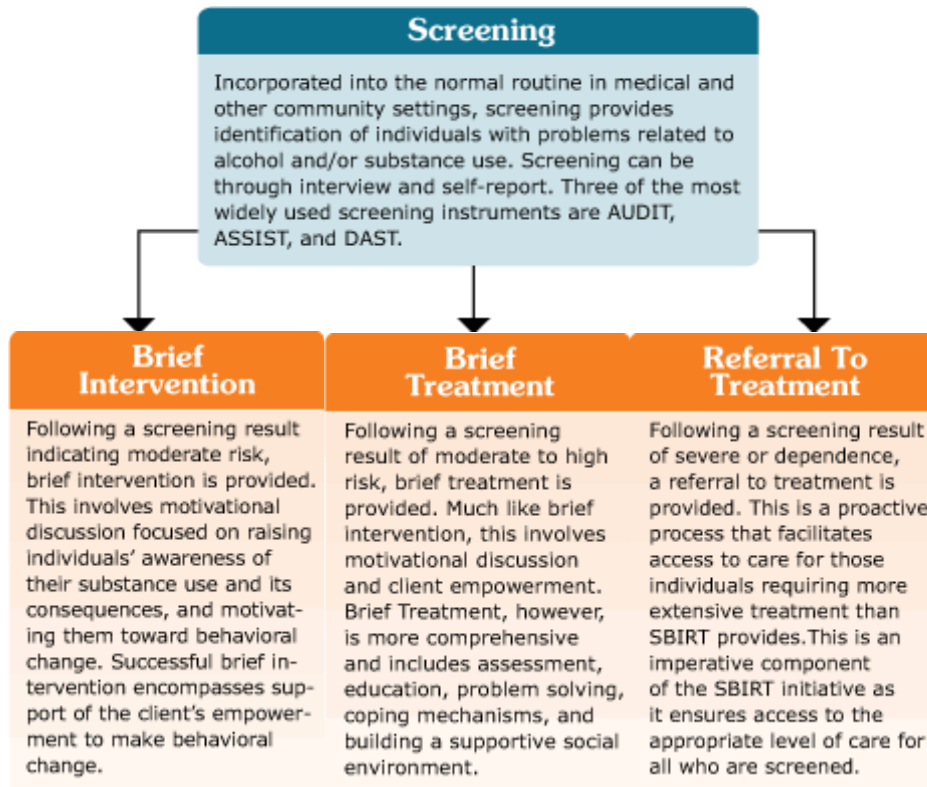 Screening
Incorporated into the normal routine in medical and
other community settings, screening provides
identification of individuals with problems related to
alcohol and/or substance use. Screening can be
through interview and self-report. Three of the most
widely used screening instruments are AUDIT,
ASSIST, and DAST.
Brief
Intervention
Following a screening result
indicating moderate risk,
brief intervention is provided.
This involves motivational
discussion focused on raising
individuals’ awareness of
their substance use and its
consequences, and motivat-
ing them toward behavioral
change. Successful brief in-
tervention encompasses sup-
port of the client’s empower-
ment to make behavioral
change.
Brief
Treatment
Following a screening
result of moderate to high
risk, brief treatment is
provided. Much like brief
intervention, this involves
motivational discussion
and client empowerment.
Brief Treatment, however,
is more comprehensive
and includes assessment,
education, problem solving,
coping mechanisms, and
building a supportive social
environment.
Referral To
Treatment
Following a screening result
of severe or dependence,
a referral to treatment is
provided. This is a proactive
process that facilitates
access to care for those
individuals requiring more
extensive treatment than
SBIRT provides.This is an
imperative component
of the SBIRT initiative as
it ensures access to the
appropriate level of care for
all who are screened.